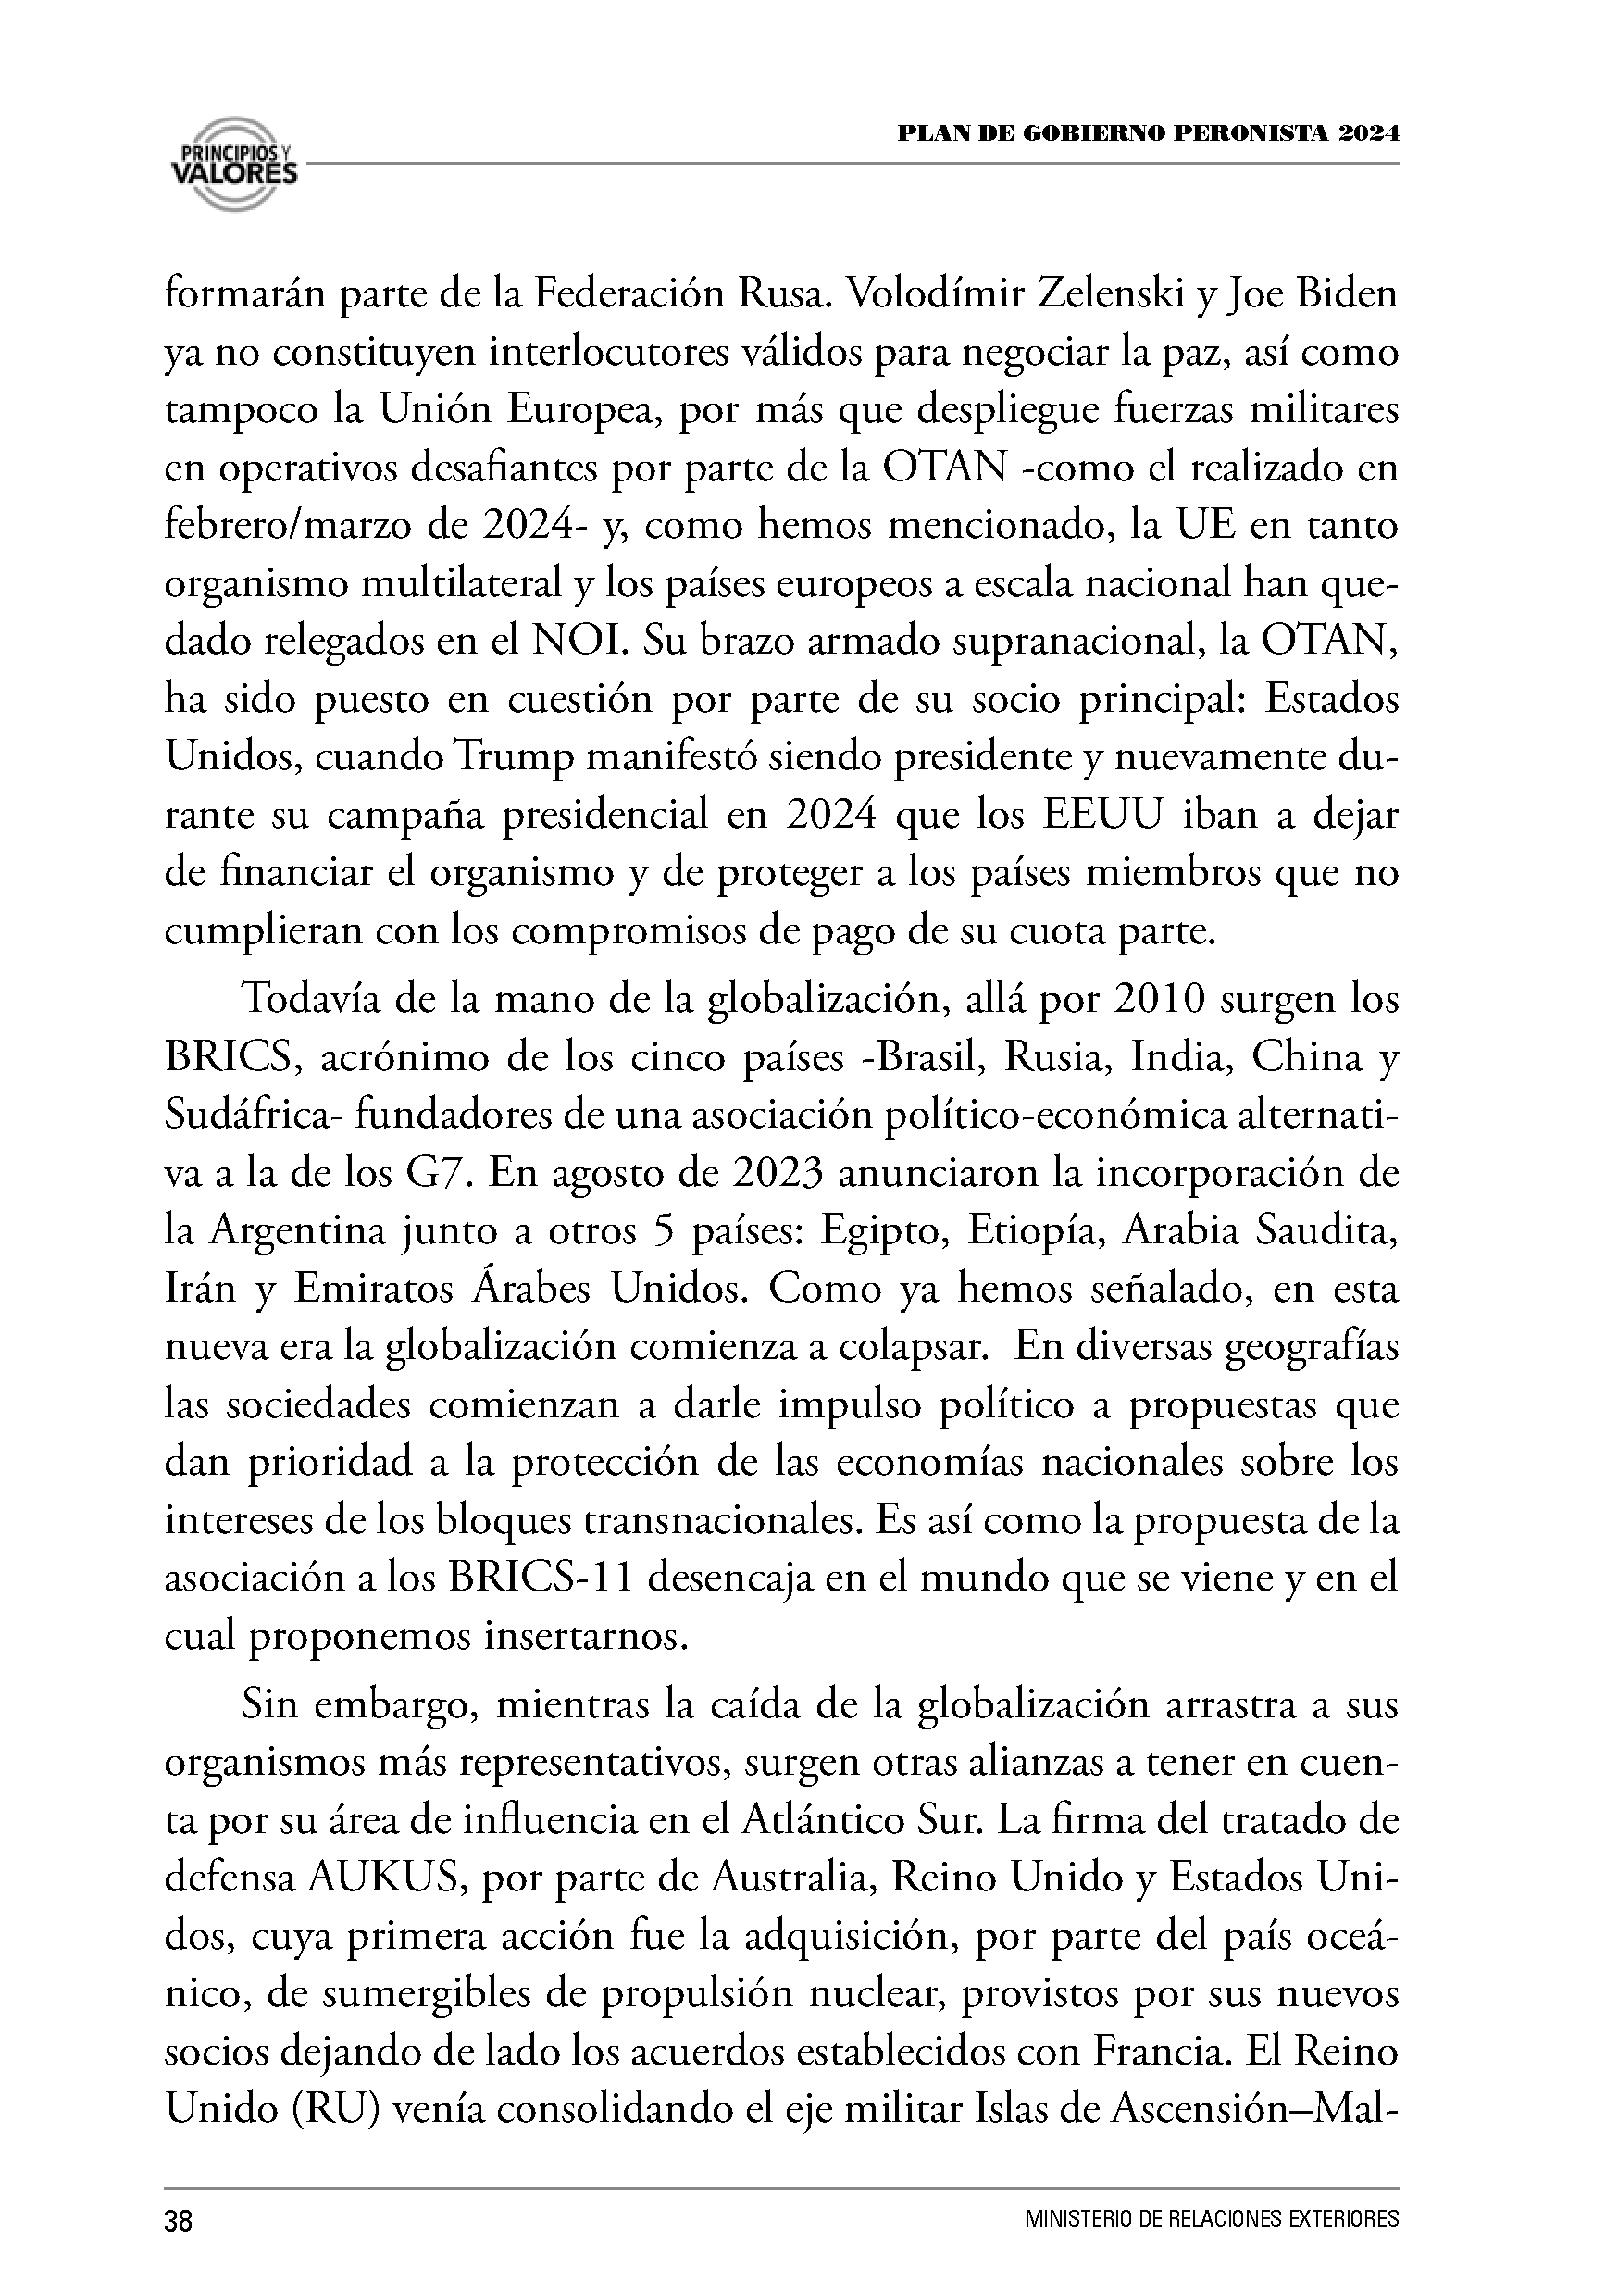 PRINCIPIOS Y
VALORES
PLAN DE GOBIERNO PERONISTA 2024
formarán parte de la Federación Rusa. Volodímir Zelenski y Joe Biden
ya no constituyen interlocutores válidos para negociar la paz, así como
tampoco la Unión Europea, por más que despliegue fuerzas militares
en operativos desafiantes por parte de la OTAN -como el realizado en
febrero/marzo de 2024- y, como hemos mencionado, la UE en tanto
organismo multilateral y los países europeos a escala nacional han que-
dado relegados en el NOI. Su brazo armado supranacional, la OTAN,
ha sido puesto en cuestión por parte de su socio principal: Estados
Unidos, cuando Trump manifestó siendo presidente y nuevamente du-
rante su campaña presidencial en 2024 que los EEUU iban a dejar
de financiar el organismo y de proteger a los países miembros que no
cumplieran con los compromisos de pago de su cuota parte.
Todavía de la mano de la globalización, allá por 2010 surgen los
BRICS, acrónimo de los cinco países -Brasil, Rusia, India, China y
Sudáfrica- fundadores de una asociación político-económica alternati-
va a la de los G7. En agosto de 2023 anunciaron la incorporación de
la Argentina junto a otros 5 países: Egipto, Etiopía, Arabia Saudita,
Irán y Emiratos Árabes Unidos. Como ya hemos señalado, en esta
nueva era la globalización comienza a colapsar.  En diversas geografías
las sociedades comienzan a darle impulso político a propuestas que
dan prioridad a la protección de las economías nacionales sobre los
intereses de los bloques transnacionales. Es así como la propuesta de la
asociación a los BRICS-11 desencaja en el mundo que se viene y en el
cual proponemos insertarnos.
Sin embargo, mientras la caída de la globalización arrastra a sus
organismos más representativos, surgen otras alianzas a tener en cuen-
ta por su área de influencia en el Atlántico Sur. La firma del tratado de
defensa AUKUS, por parte de Australia, Reino Unido y Estados Uni-
dos, cuya primera acción fue la adquisición, por parte del país oceá-
nico, de sumergibles de propulsión nuclear, provistos por sus nuevos
socios dejando de lado los acuerdos establecidos con Francia. El Reino
Unido (RU) venía consolidando el eje militar Islas de Ascensión–Mal-
38
MINISTERIO DE RELACIONES EXTERIORES